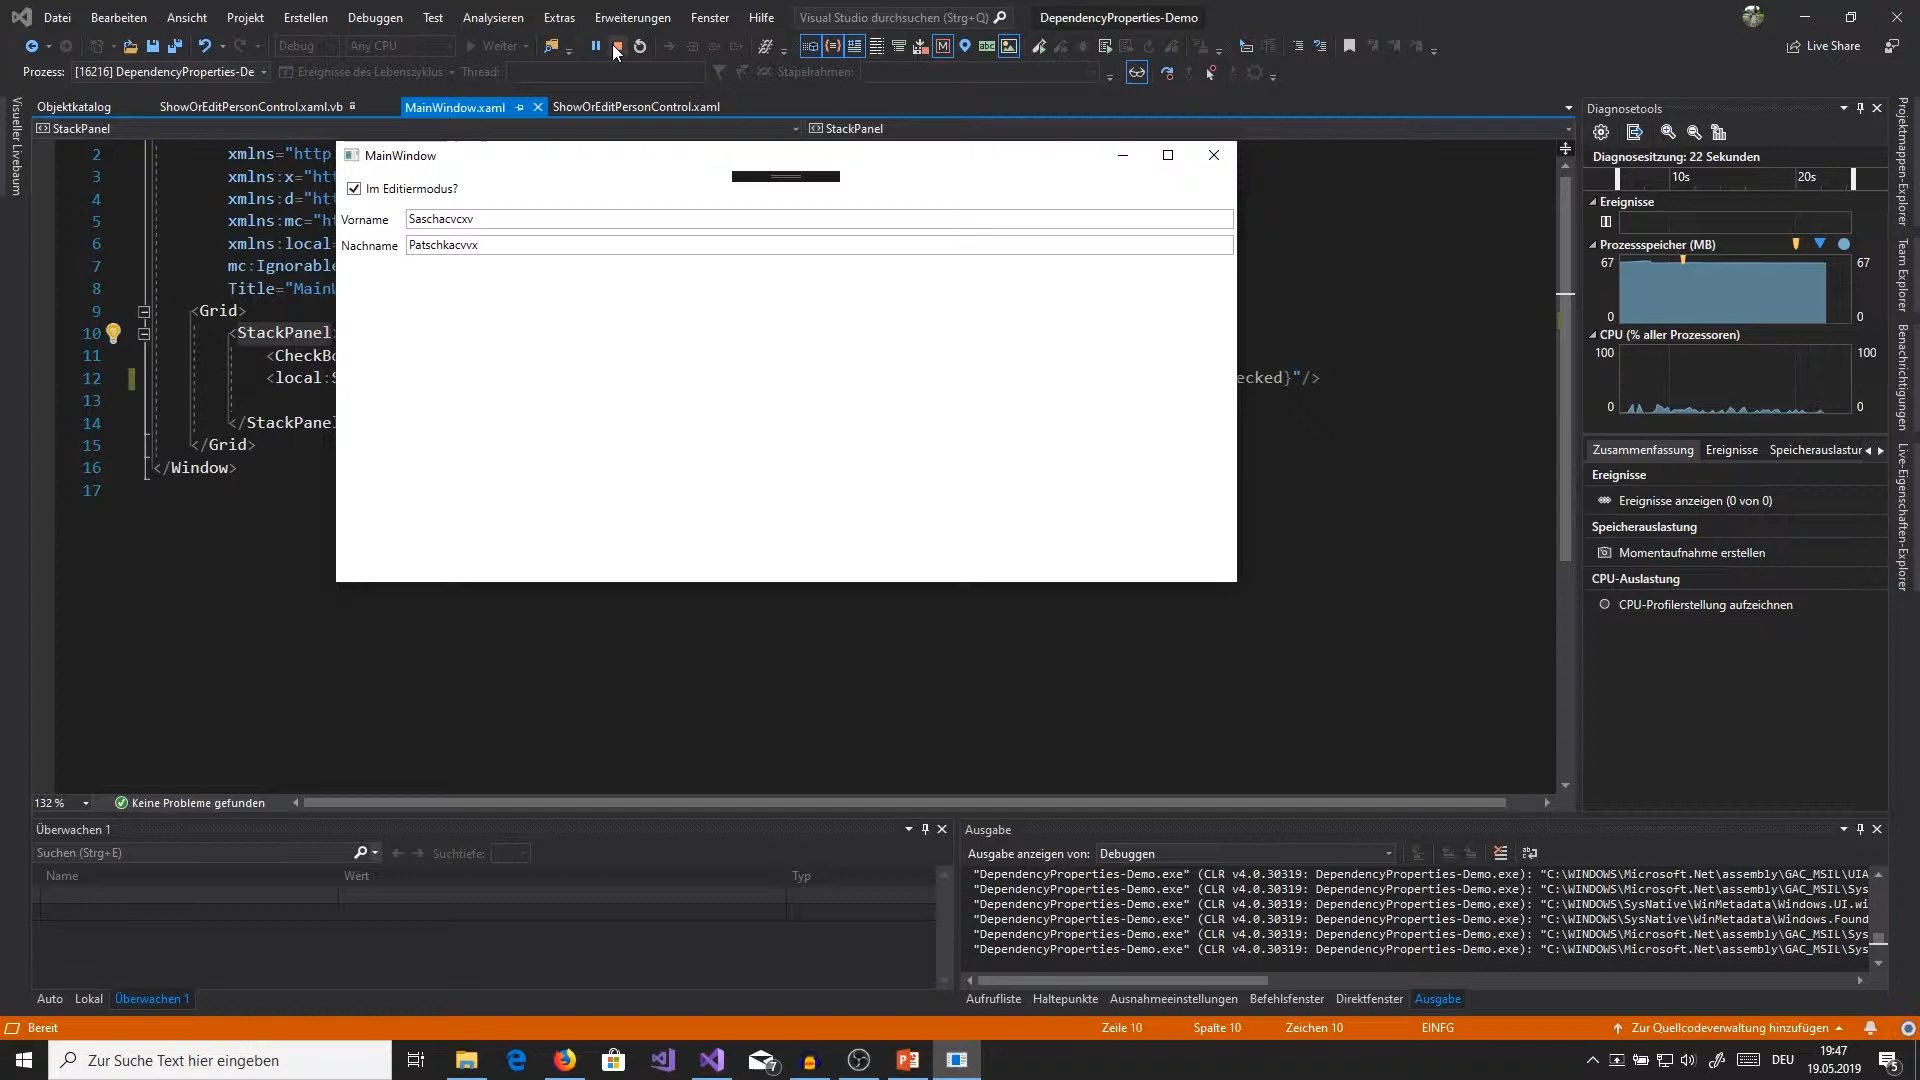 Datei Bearbeiten Ansicht Projekt Erstellen Debuggen Test Analysieren Extras Erweiterungen Fenster Hilfe Visual Studio durchsuchen (Strg+Q) DependencyProperties-Demo
Debug Any CPU Weiter Live Share
Prozess: [16216] DependencyProperties-De Ereignisse des Lebenszyklus Thread: Stapelrahmen:
Visueller Livebaum
Objektkatalog ShowOrEditPersonControl.xaml.vb MainWindow.xaml ShowOrEditPersonControl.xaml
StackPanel StackPanel
2 xmlns="http
3 xmlns:x="htt
4 xmlns:d="htt
5 xmlns:mc="ht
6 xmlns:local=
7 mc:Ignorable
8 Title="MainW
9 <Grid>
10 <StackPanel>
11 <CheckBo
12 <local:S ecked}"/>
13
14 </StackPanel
15 </Grid>
16 </Window>
17
MainWindow
Im Editiermodus?
Vorname Saschacvcxv
Nachname Patschkacvvx
Diagnosetools
Diagnosesitzung: 22 Sekunden
10s 20s
Ereignisse
Prozessspeicher (MB)
67 67
0 0
CPU (% aller Prozessoren)
100 100
0 0
Zusammenfassung Ereignisse Speicherauslastur
Ereignisse
Ereignisse anzeigen (0 von 0)
Speicherauslastung
Momentaufnahme erstellen
CPU-Auslastung
CPU-Profilerstellung aufzeichnen
Projektmappen-Explorer
Team Explorer
Benachrichtigungen
Live-Eigenschaften-Explorer
132 % Keine Probleme gefunden
Überwachen 1
Suchen (Strg+E) Suchtiefe:
Name Wert Typ
Auto Lokal Überwachen 1
Ausgabe
Ausgabe anzeigen von: Debuggen
"DependencyProperties-Demo.exe" (CLR v4.0.30319: DependencyProperties-Demo.exe): "C:\WINDOWS\Microsoft.Net\assembly\GAC_MSIL\UIA
"DependencyProperties-Demo.exe" (CLR v4.0.30319: DependencyProperties-Demo.exe): "C:\WINDOWS\Microsoft.Net\assembly\GAC_MSIL\Sys
"DependencyProperties-Demo.exe" (CLR v4.0.30319: DependencyProperties-Demo.exe): "C:\WINDOWS\SysNative\WinMetadata\Windows.UI.wi
"DependencyProperties-Demo.exe" (CLR v4.0.30319: DependencyProperties-Demo.exe): "C:\WINDOWS\SysNative\WinMetadata\Windows.Found
"DependencyProperties-Demo.exe" (CLR v4.0.30319: DependencyProperties-Demo.exe): "C:\WINDOWS\Microsoft.Net\assembly\GAC_MSIL\Sys
"DependencyProperties-Demo.exe" (CLR v4.0.30319: DependencyProperties-Demo.exe): "C:\WINDOWS\Microsoft.Net\assembly\GAC_MSIL\Sys
Aufrufliste Haltepunkte Ausnahmeeinstellungen Befehlsfenster Direktfenster Ausgabe
Bereit Zeile 10 Spalte 10 Zeichen 10 EINFG Zur Quellcodeverwaltung hinzufügen
Zur Suche Text hier eingeben 7 DEU 19:47
19.05.2019 5